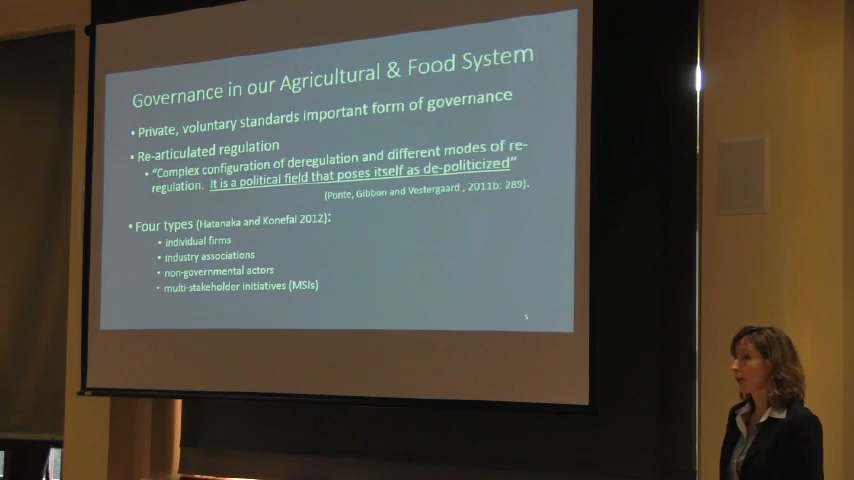 Governance in our Agricultural & Food System
• Private, voluntary standards important form of governance
• Re-articulated regulation
• "Complex configuration of deregulation and different modes of re-
regulation. It is a political field that poses itself as de-politicized"
(Ponte, Gibbon and Vestergaard , 2011b: 289).
• Four types (Hatanaka and Konefal 2012):
• individual firms
• industry associations
• non-governmental actors
• multi-stakeholder initiatives (MSIs)
5